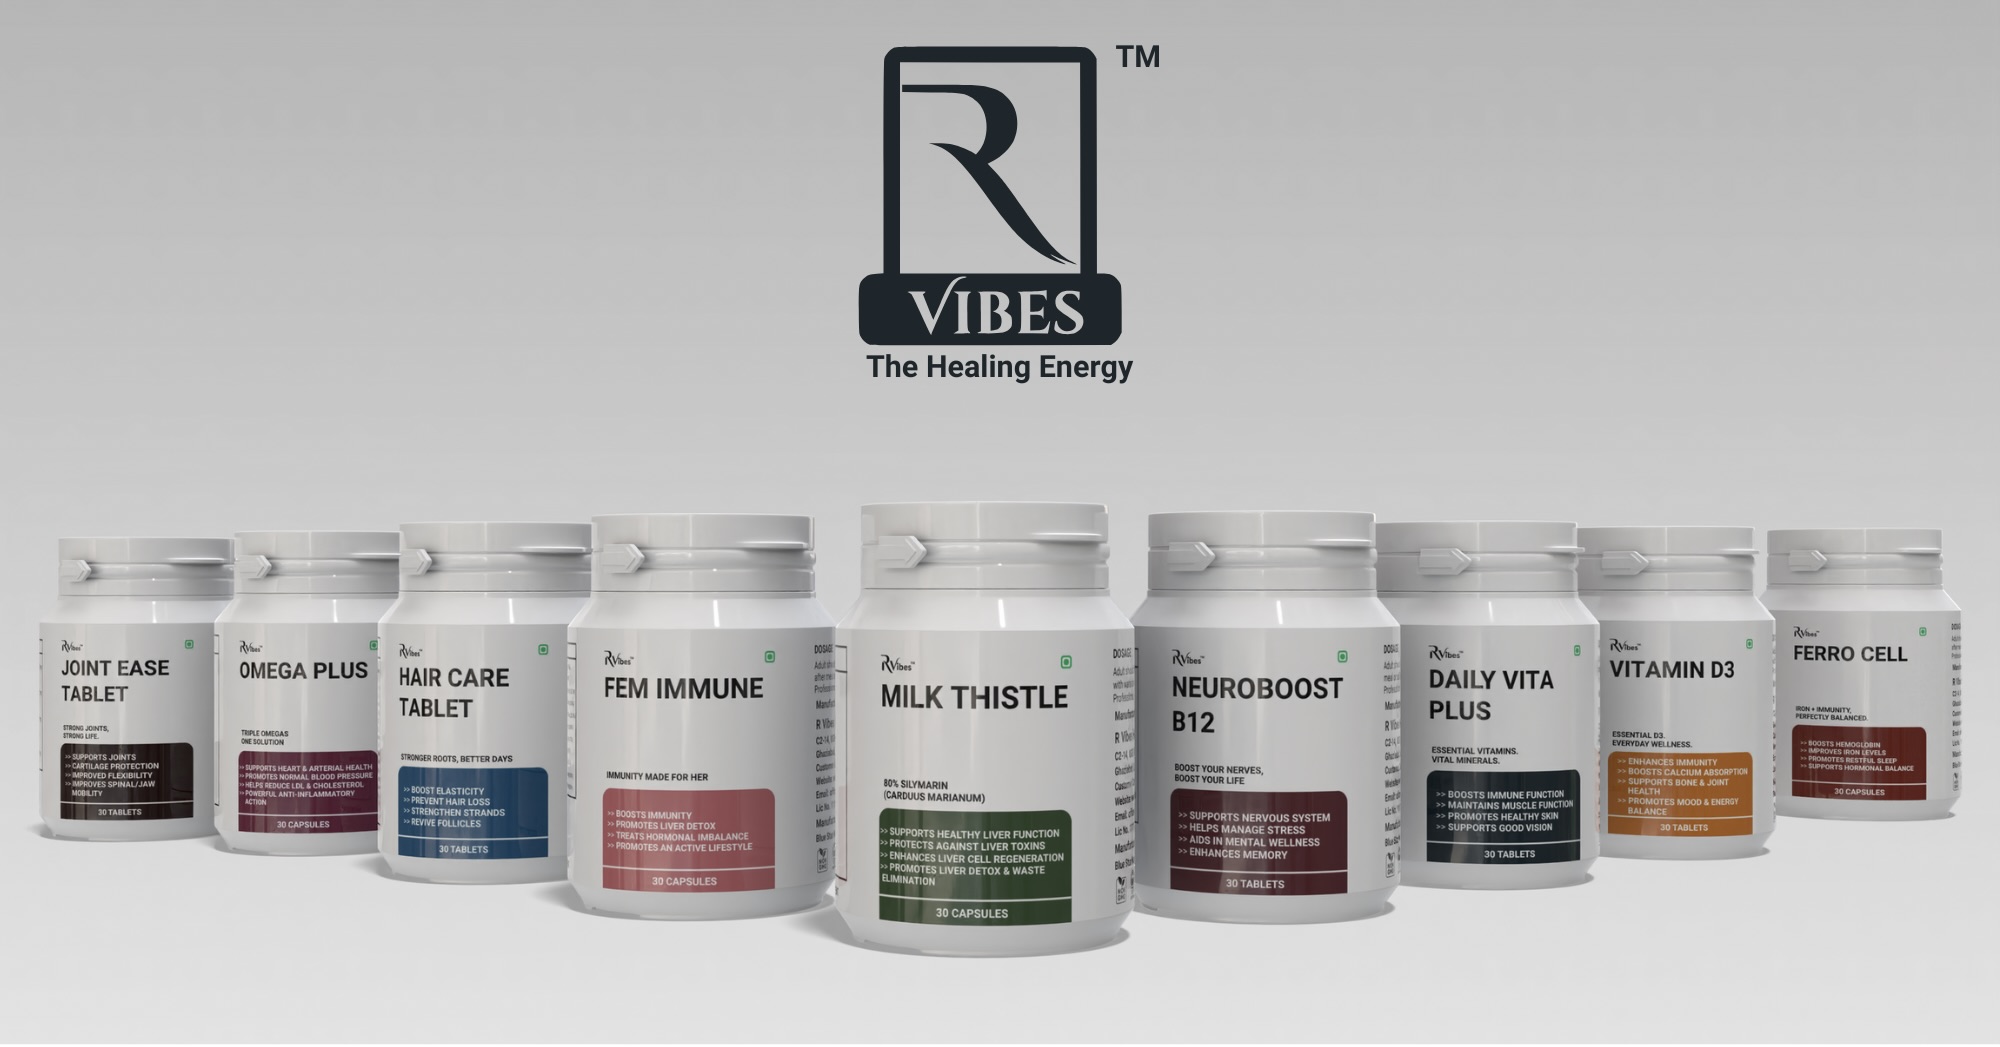 TM
R
VIBES
The Healing Energy
RVibes™
JOINT EASE
TABLET
STRONG JOINTS,
STRONG LIFE.
>> SUPPORTS JOINTS
>> CARTILAGE PROTECTION
>> IMPROVED FLEXIBILITY
>> IMPROVES SPINAL/JAW
MOBILITY
30 TABLETS
RVibes™
OMEGA PLUS
TRIPLE OMEGAS
ONE SOLUTION
>> SUPPORTS HEART & ARTERIAL HEALTH
>> PROMOTES NORMAL BLOOD PRESSURE
>> HELPS REDUCE LDL & CHOLESTEROL
>> POWERFUL ANTI-INFLAMMATORY
ACTION
30 CAPSULES
RVibes™
HAIR CARE
TABLET
STRONGER ROOTS, BETTER DAYS
>> BOOST ELASTICITY
>> PREVENT HAIR LOSS
>> STRENGTHEN STRANDS
>> REVIVE FOLLICLES
30 TABLETS
RVibes™
FEM IMMUNE
IMMUNITY MADE FOR HER
>> BOOSTS IMMUNITY
>> PROMOTES LIVER DETOX
>> TREATS HORMONAL IMBALANCE
>> PROMOTES AN ACTIVE LIFESTYLE
30 CAPSULES
RVibes™
MILK THISTLE
80% SILYMARIN
(CARDUUS MARIANUM)
>> SUPPORTS HEALTHY LIVER FUNCTION
>> PROTECTS AGAINST LIVER TOXINS
>> ENHANCES LIVER CELL REGENERATION
>> PROMOTES LIVER DETOX & WASTE
ELIMINATION
30 CAPSULES
RVibes™
NEUROBOOST
B12
BOOST YOUR NERVES,
BOOST YOUR LIFE
>> SUPPORTS NERVOUS SYSTEM
>> HELPS MANAGE STRESS
>> AIDS IN MENTAL WELLNESS
>> ENHANCES MEMORY
30 TABLETS
RVibes™
DAILY VITA
PLUS
ESSENTIAL VITAMINS.
VITAL MINERALS.
>> BOOSTS IMMUNE FUNCTION
>> MAINTAINS MUSCLE FUNCTION
>> PROMOTES HEALTHY SKIN
>> SUPPORTS GOOD VISION
30 TABLETS
RVibes™
VITAMIN D3
ESSENTIAL D3.
EVERYDAY WELLNESS.
>> ENHANCES IMMUNITY
>> BOOSTS CALCIUM ABSORPTION
>> SUPPORTS BONE & JOINT
HEALTH
>> PROMOTES MOOD & ENERGY
BALANCE
30 TABLETS
RVibes™
FERRO CELL
IRON + IMMUNITY,
PERFECTLY BALANCED.
>> BOOSTS HEMOGLOBIN
>> IMPROVES IRON LEVELS
>> PROMOTES RESTFUL SLEEP
>> SUPPORTS HORMONAL BALANCE
30 CAPSULES